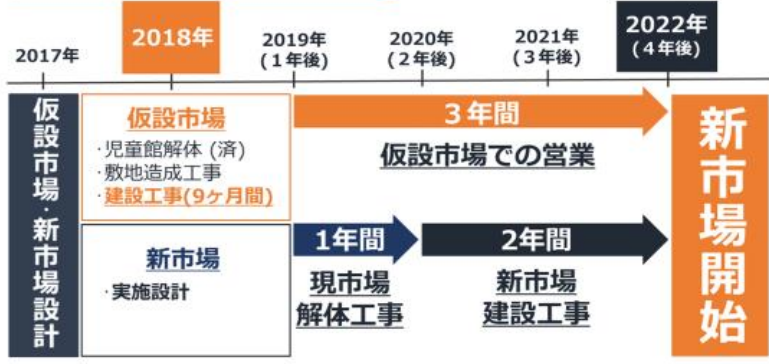 2017年
2018年
2019年
(1年後)
2020年
(2年後)
2021年
(3年後)
2022年
(4年後)
仮設市場・新市場設計
仮設市場
・児童館解体 (済)
・敷地造成工事
・建設工事(9ヶ月間)
新市場
・実施設計
3年間
仮設市場での営業
1年間
現市場
解体工事
2年間
新市場
建設工事
新市場開始